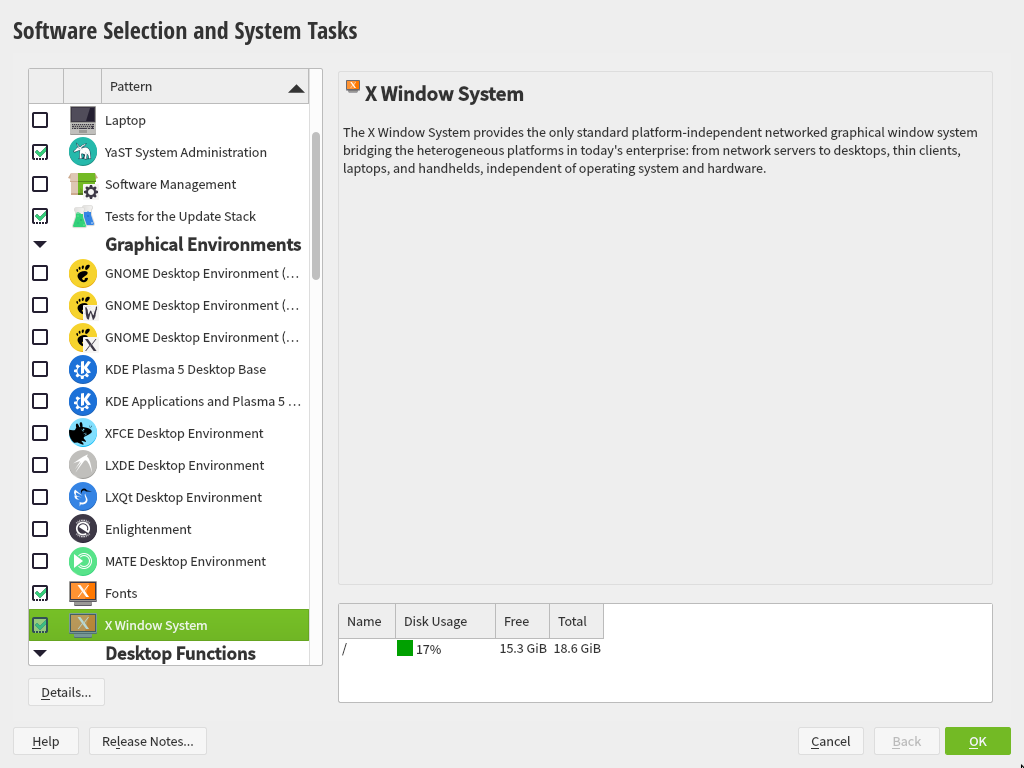 Software Selection and System Tasks
Pattern
Laptop
YaST System Administration
Software Management
Tests for the Update Stack
Graphical Environments
GNOME Desktop Environment (...
GNOME Desktop Environment (...
GNOME Desktop Environment (...
KDE Plasma 5 Desktop Base
KDE Applications and Plasma 5 ...
XFCE Desktop Environment
LXDE Desktop Environment
LXQt Desktop Environment
Enlightenment
MATE Desktop Environment
Fonts
X Window System
Desktop Functions
Details...
X Window System
The X Window System provides the only standard platform-independent networked graphical window system
bridging the heterogeneous platforms in today's enterprise: from network servers to desktops, thin clients,
laptops, and handhelds, independent of operating system and hardware.
Name Disk Usage Free Total
/ 17% 15.3 GiB 18.6 GiB
Help Release Notes... Cancel Back OK